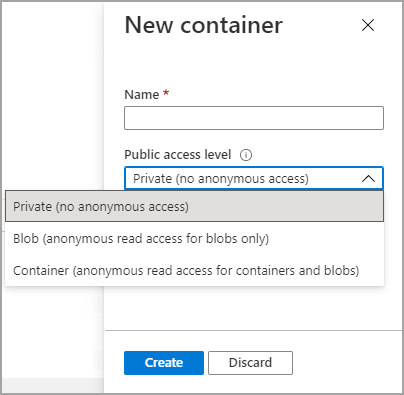 New container
Name *
Public access level
Private (no anonymous access)
Private (no anonymous access)
Blob (anonymous read access for blobs only)
Container (anonymous read access for containers and blobs)
Create
Discard